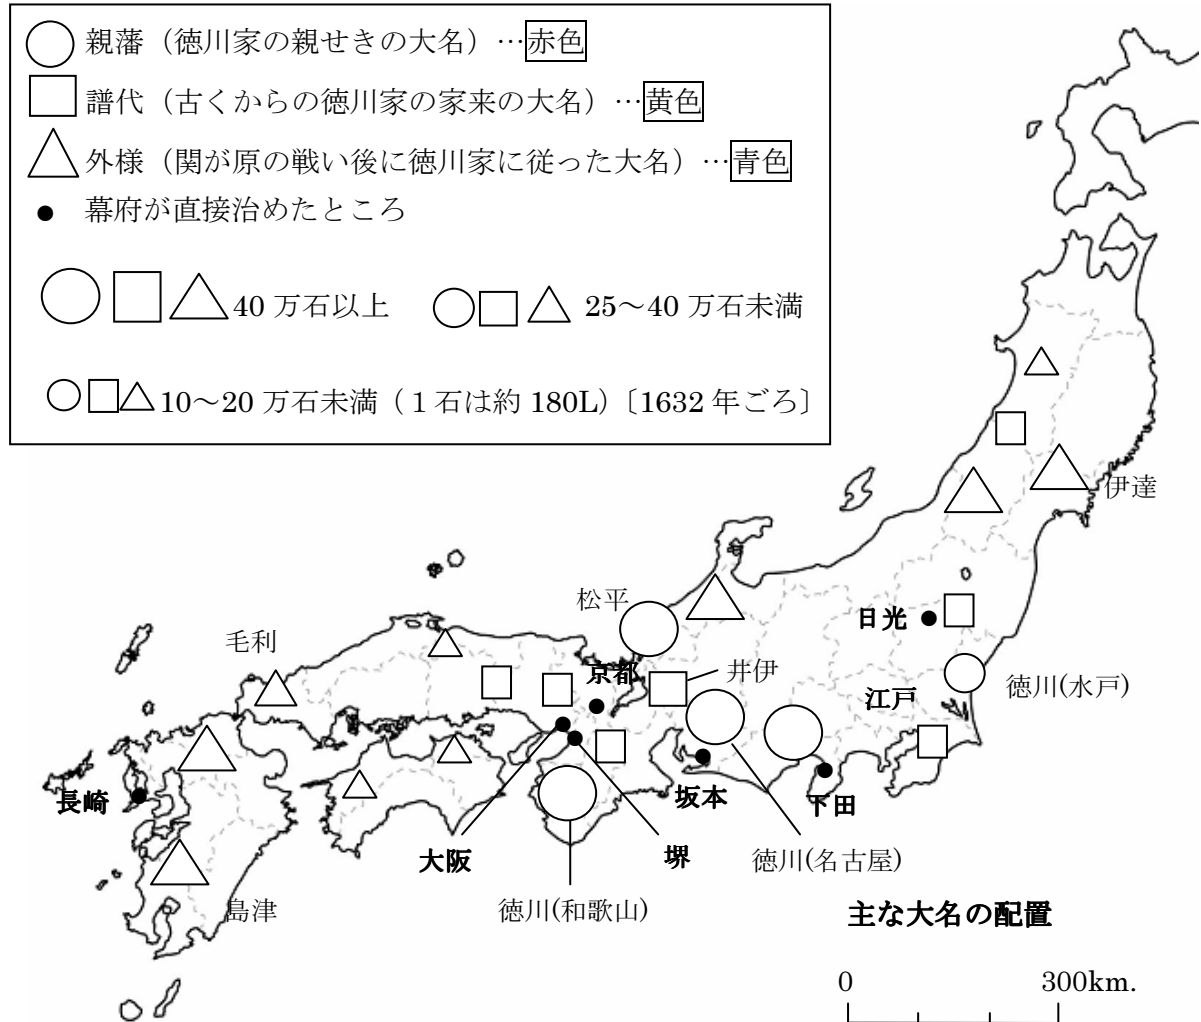 親藩（徳川家の親せきの大名）…赤色
譜代（古くからの徳川家の家来の大名）…黄色
外様（関が原の戦い後に徳川家に従った大名）…青色
幕府が直接治めたところ
40 万石以上
25～40 万石未満
10～20 万石未満（１石は約 180L）〔1632 年ごろ〕
伊達
松平
日光
毛利
京都
井伊
徳川(水戸)
江戸
長崎
坂本
下田
大阪
堺
徳川(名古屋)
島津
徳川(和歌山)
主な大名の配置
0
300km.